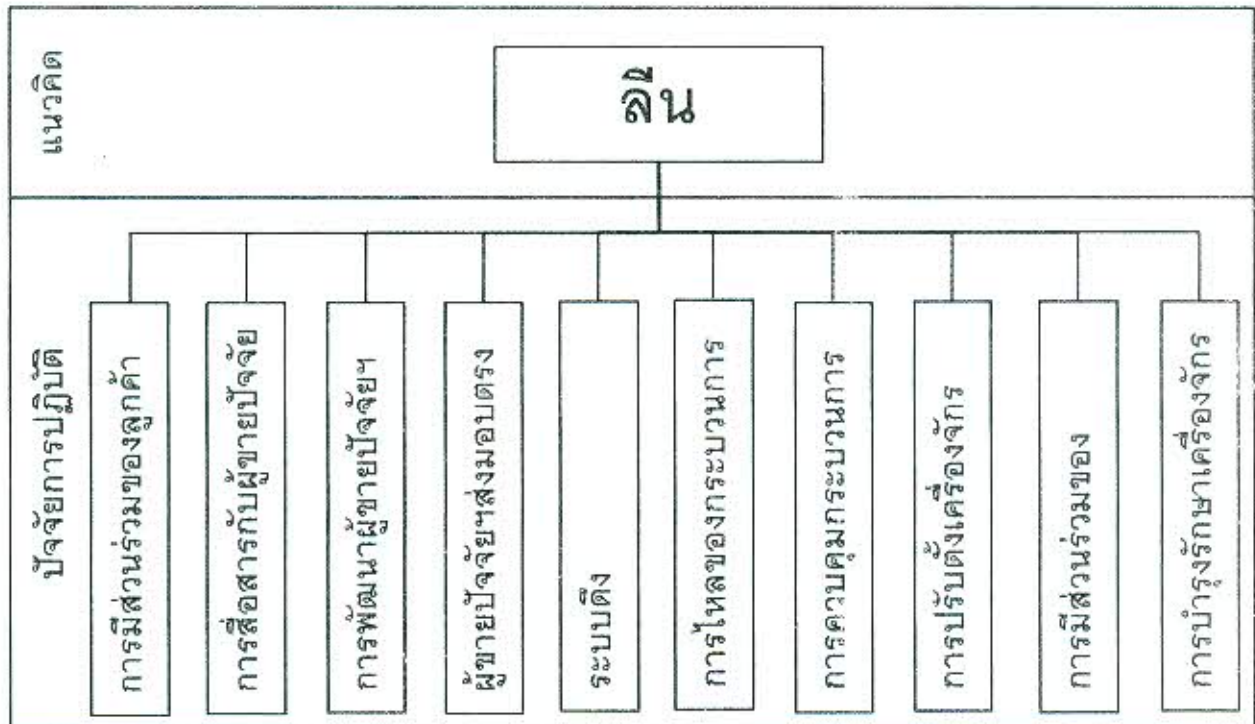 แนวคิด
ลีน
ปัจจัยการปฏิบัติ
การมีส่วนร่วมของลูกค้า
การสื่อสารกับผู้ขายปัจจัย
การพัฒนาผู้ขายปัจจัยฯ
ผู้ขายปัจจัยฯส่งมอบตรง
ระบบดึง
การไหลของกระบวนการ
การควบคุมกระบวนการ
การปรับตั้งเครื่องจักร
การมีส่วนร่วมของ
การบำรุงรักษาเครื่องจักร